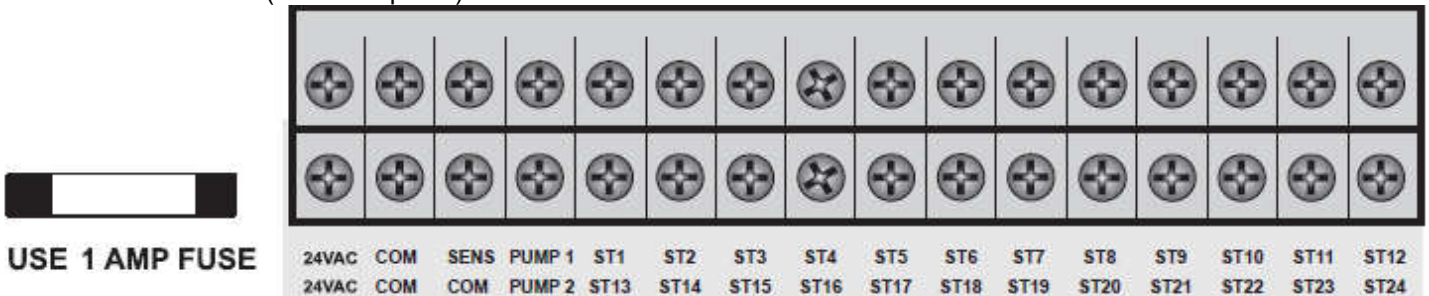 USE 1 AMP FUSE
24VAC COM SENS PUMP 1 ST1 ST2 ST3 ST4 ST5 ST6 ST7 ST8 ST9 ST10 ST11 ST12
24VAC COM COM PUMP 2 ST13 ST14 ST15 ST16 ST17 ST18 ST19 ST20 ST21 ST22 ST23 ST24